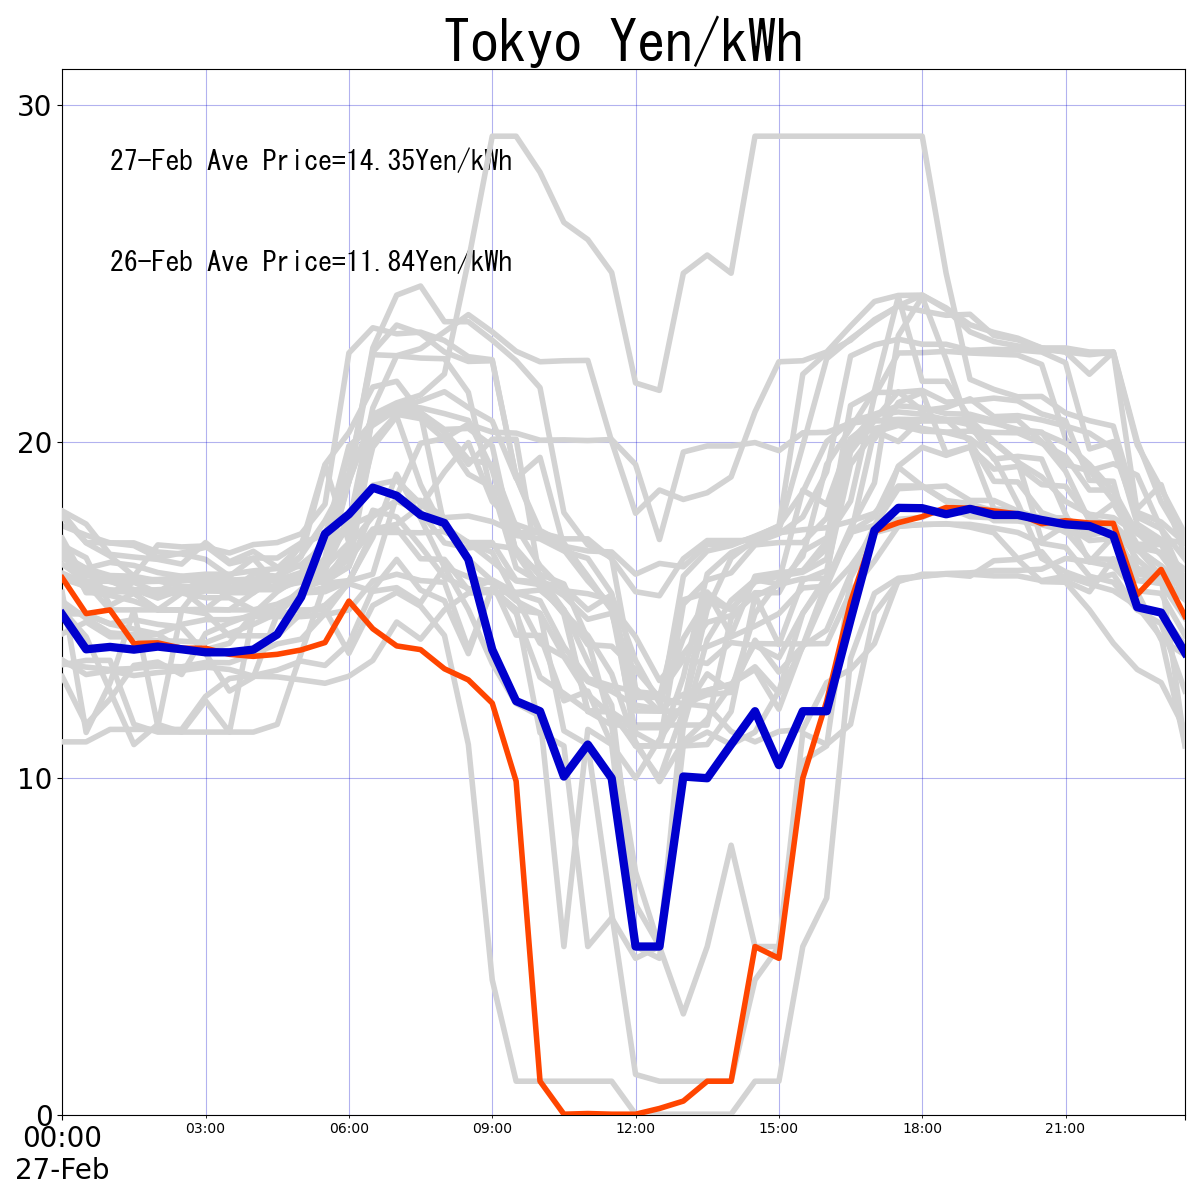 Tokyo Yen/kWh
30
27-Feb Ave Price=14.35Yen/kWh
26-Feb Ave Price=11.84Yen/kWh
20
10
0
00:00 03:00 06:00 09:00 12:00 15:00 18:00 21:00
27-Feb